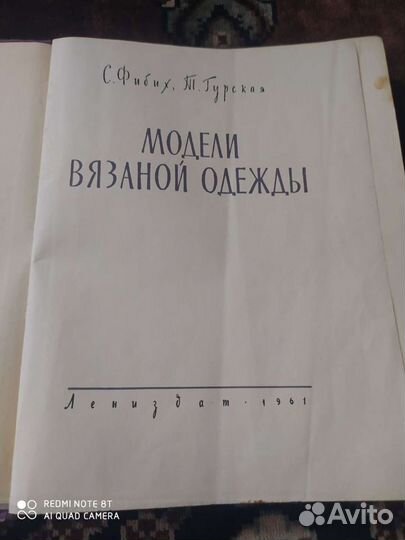 С. Фибих, Т. Гурская
МОДЕЛИ
ВЯЗАНОЙ ОДЕЖДЫ
Лениздат · 1961
REDMI NOTE 8T
AI QUAD CAMERA
Avito